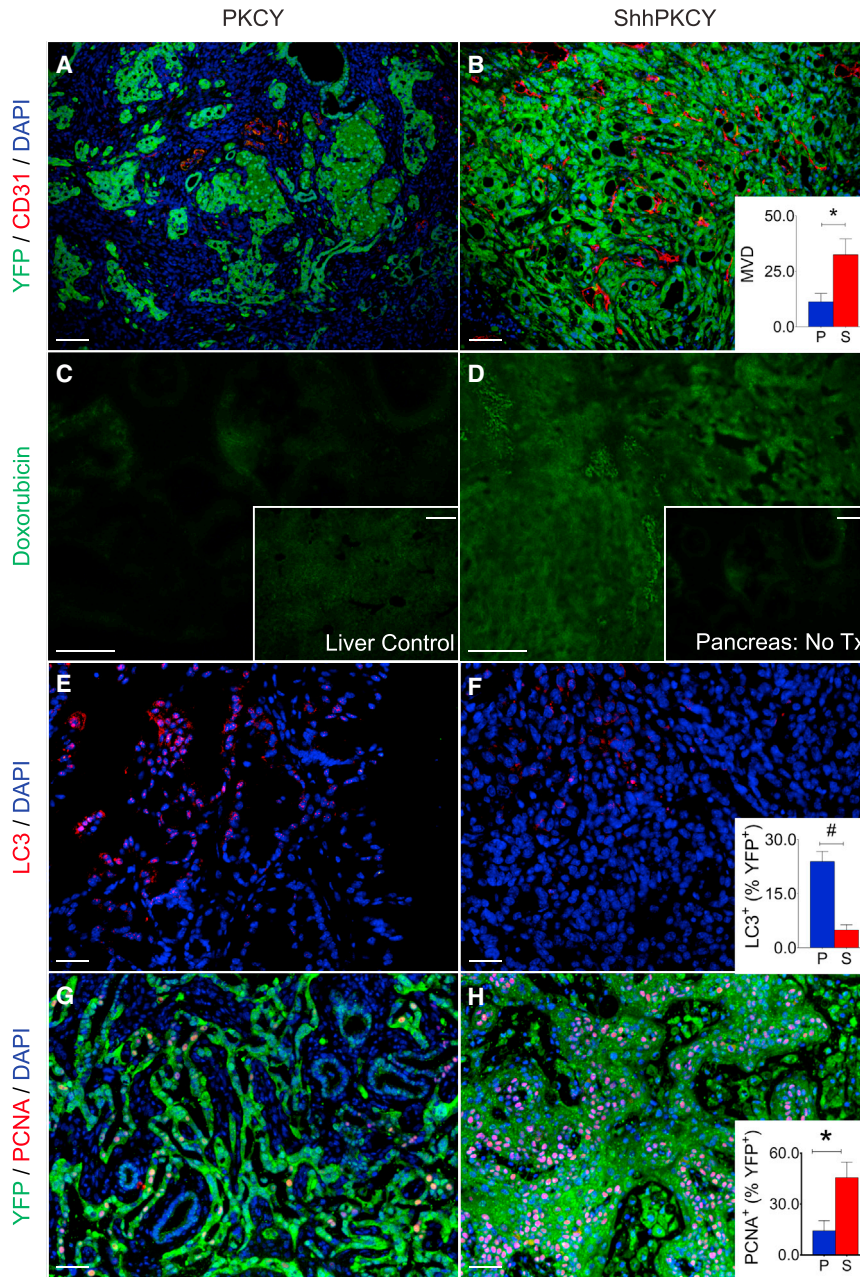 PKCY
ShhPKCY
YFP / CD31 / DAPI
A
B
50.0
25.0
0.0
MVD
*
P S
Doxorubicin
C
Liver Control
D
Pancreas: No Tx
LC3 / DAPI
E
F
30.0
15.0
0.0
LC3⁺ (% YFP⁺)
#
P S
YFP / PCNA / DAPI
G
H
60.0
30.0
0.0
PCNA⁺ (% YFP⁺)
*
P S